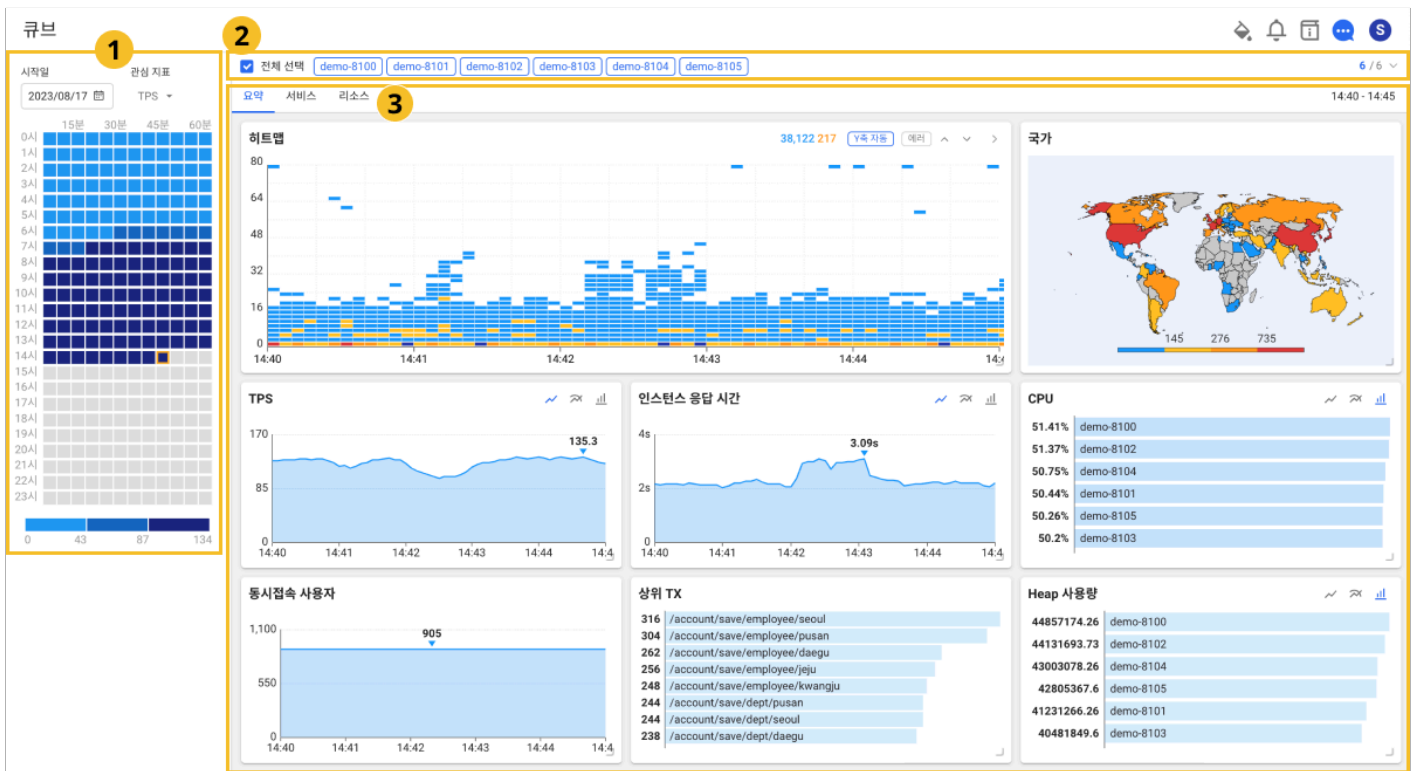 큐브
S
1
시작일 관심 지표
2023/08/17 TPS
15분 30분 45분 60분
0시
1시
2시
3시
4시
5시
6시
7시
8시
9시
10시
11시
12시
13시
14시
15시
16시
17시
18시
19시
20시
21시
22시
23시
0 43 87 134
2
전체 선택 demo-8100 demo-8101 demo-8102 demo-8103 demo-8104 demo-8105 6 / 6
요약 서비스 리소스 3 14:40 - 14:45
히트맵 38,122 217 Y축 자동 에러
80
64
48
32
16
0
14:40 14:41 14:42 14:43 14:44 14:4
국가
145 276 735
TPS
170
135.3
85
0
14:40 14:41 14:42 14:43 14:44 14:4
인스턴스 응답 시간
4s
3.09s
2s
0
14:40 14:41 14:42 14:43 14:44 14:4
CPU
51.41% demo-8100
51.37% demo-8102
50.75% demo-8104
50.44% demo-8101
50.26% demo-8105
50.2% demo-8103
동시접속 사용자
1,100
905
550
0
14:40 14:41 14:42 14:43 14:44 14:4
상위 TX
316 /account/save/employee/seoul
304 /account/save/employee/pusan
262 /account/save/employee/daegu
256 /account/save/employee/jeju
248 /account/save/employee/kwangju
244 /account/save/dept/pusan
244 /account/save/dept/seoul
238 /account/save/dept/daegu
Heap 사용량
44857174.26 demo-8100
44131693.73 demo-8102
43003078.26 demo-8104
42805367.6 demo-8105
41231266.26 demo-8101
40481849.6 demo-8103